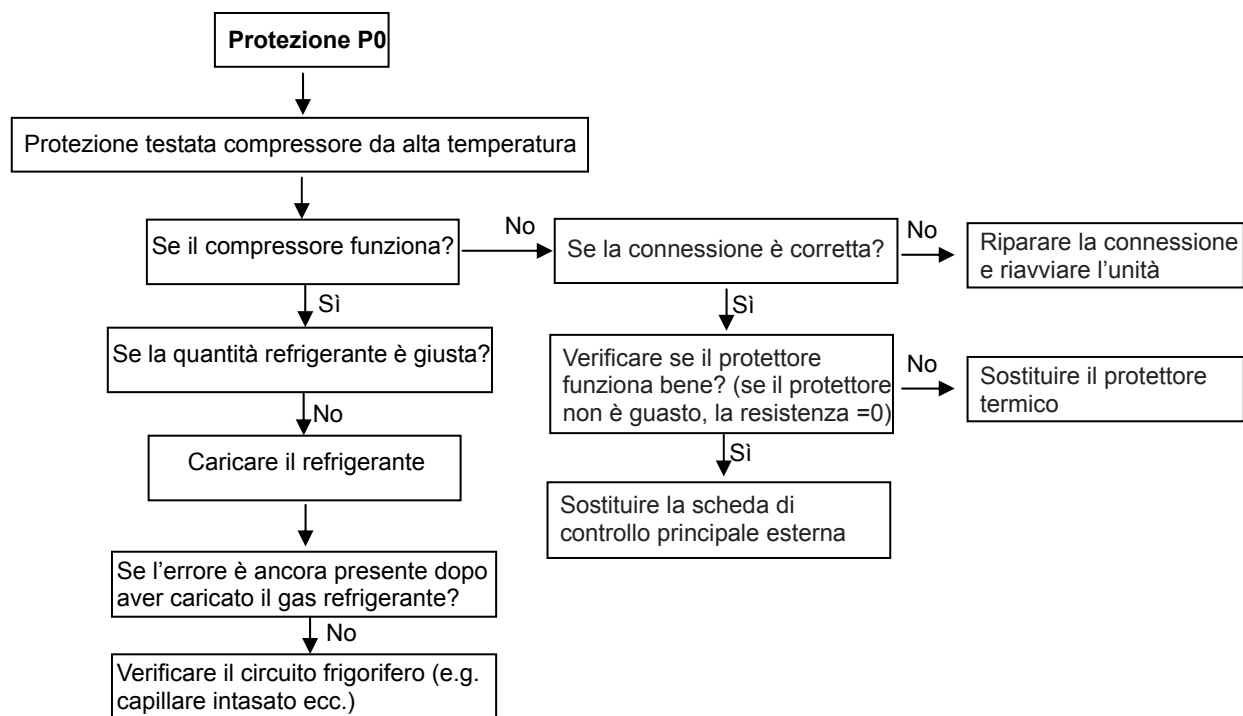 Protezione P0
Protezione testata compressore da alta temperatura
Se il compressore funziona?
No
Se la connessione è corretta?
No
Riparare la connessione
e riavviare l'unità
Sì
Se la quantità refrigerante è giusta?
Sì
Verificare se il protettore
funziona bene? (se il protettore
non è guasto, la resistenza =0)
No
Sostituire il protettore
termico
No
Caricare il refrigerante
Sì
Sostituire la scheda di
controllo principale esterna
Se l'errore è ancora presente dopo
aver caricato il gas refrigerante?
No
Verificare il circuito frigorifero (e.g.
capillare intasato ecc.)